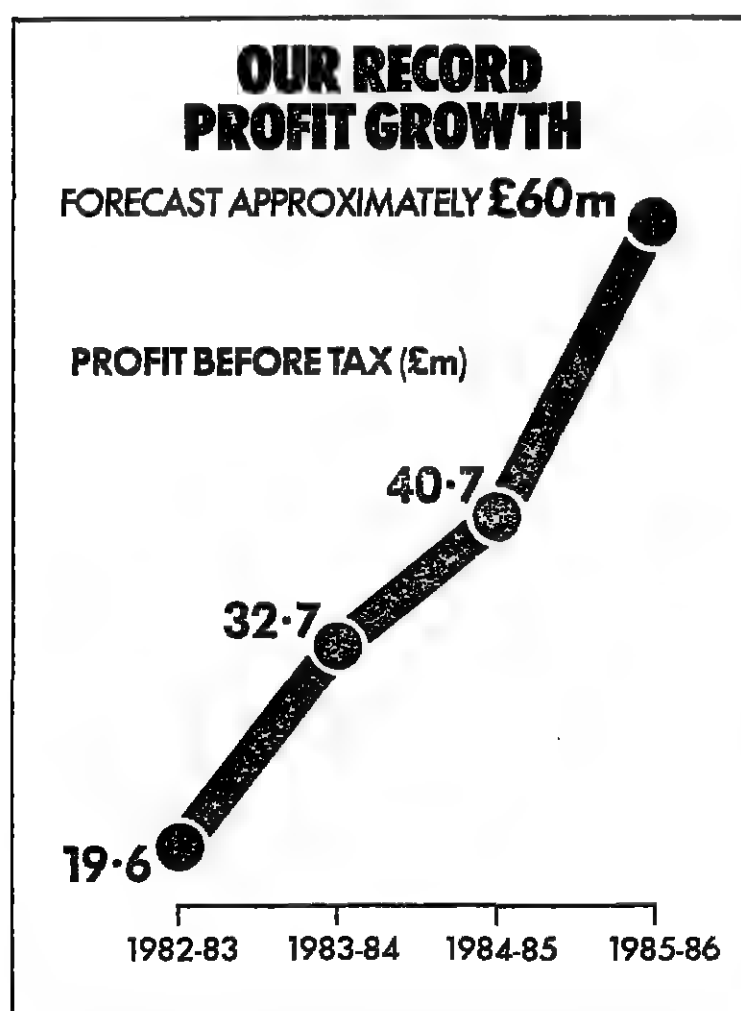 OUR RECORD
PROFIT GROWTH
FORECAST APPROXIMATELY £60m
PROFIT BEFORE TAX (£m)
40·7
32·7
19·6
1982-83 1983-84 1984-85 1985-86